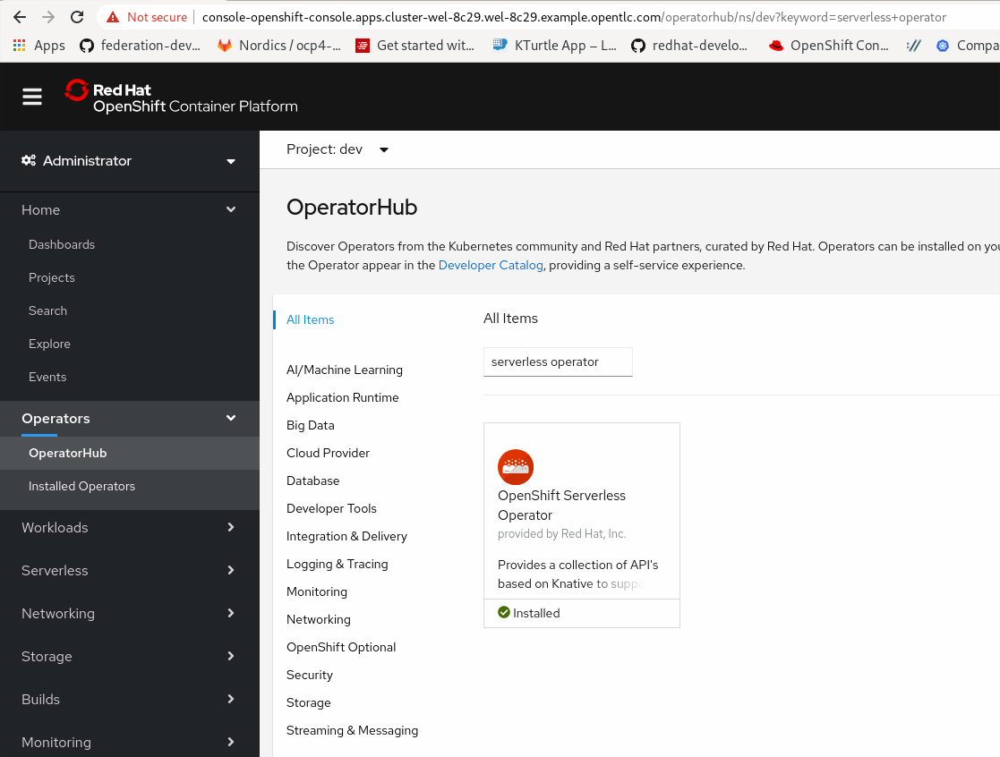 Not secure
console-openshift-console.apps.cluster-wel-8c29.wel-8c29.example.opentlc.com/operatorhub/ns/dev?keyword=serverless+operator
Apps
federation-dev...
Nordics / ocp4-...
Get started wit...
KTurtle App – L...
redhat-develo...
OpenShift Con...
Compa
Red Hat
OpenShift Container Platform
Administrator
Home
Dashboards
Projects
Search
Explore
Events
Operators
OperatorHub
Installed Operators
Workloads
Serverless
Networking
Storage
Builds
Monitoring
Project: dev
OperatorHub
Discover Operators from the Kubernetes community and Red Hat partners, curated by Red Hat. Operators can be installed on you
the Operator appear in the Developer Catalog, providing a self-service experience.
All Items
AI/Machine Learning
Application Runtime
Big Data
Cloud Provider
Database
Developer Tools
Integration & Delivery
Logging & Tracing
Monitoring
Networking
OpenShift Optional
Security
Storage
Streaming & Messaging
All Items
serverless operator
OpenShift Serverless
Operator
provided by Red Hat, Inc.
Provides a collection of API's
based on Knative to suppo
Installed